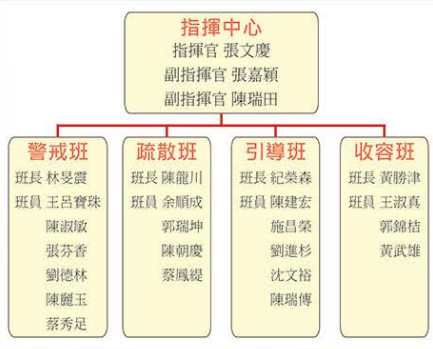 指揮中心
指揮官 張文慶
副指揮官 張嘉穎
副指揮官 陳瑞田
警戒班
班長 林旻震
班員 王呂寶珠
陳淑敏
張芬香
劉德林
陳麗玉
蔡秀足
疏散班
班長 陳龍川
班員 余順成
郭瑞坤
陳朝慶
蔡鳳緹
引導班
班長 紀榮森
班員 陳建宏
施昌榮
劉進杉
沈文裕
陳瑞傳
收容班
班長 黃勝津
班員 王淑真
郭錦桔
黃武雄